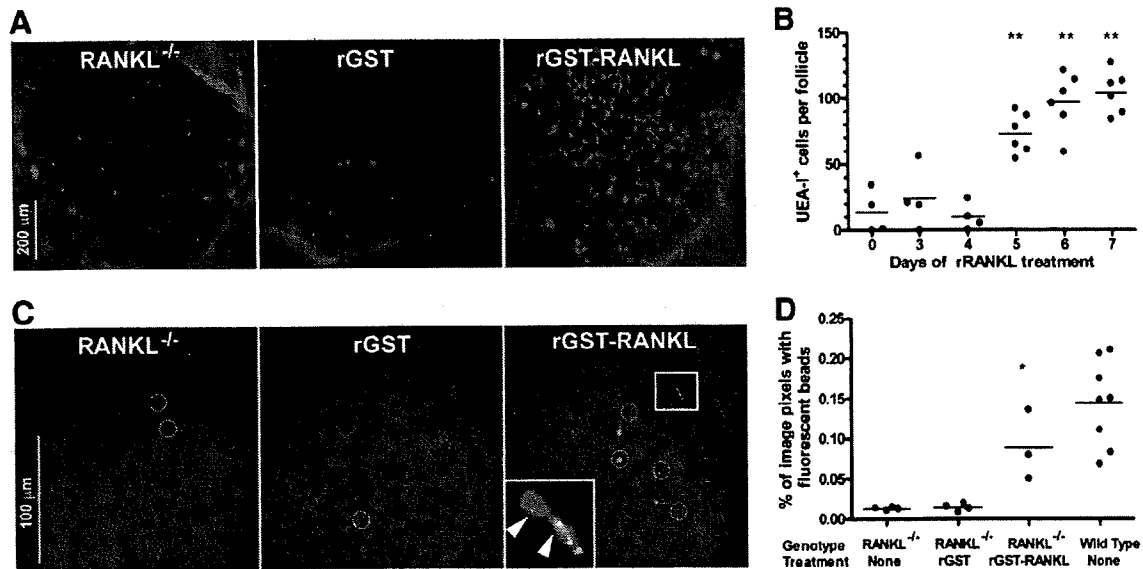 A
RANKL-/-
rGST
rGST-RANKL
200 µm
B
UEA-I+ cells per follicle
150
100
50
0
** ** **
0 3 4 5 6 7
Days of rRANKL treatment
C
RANKL-/-
rGST
rGST-RANKL
100 µm
D
% of image pixels with
fluorescent beads
0.25
0.20
0.15
0.10
0.05
0.00
*
Genotype RANKL-/- RANKL-/- RANKL-/- Wild Type
Treatment None rGST rGST-RANKL None